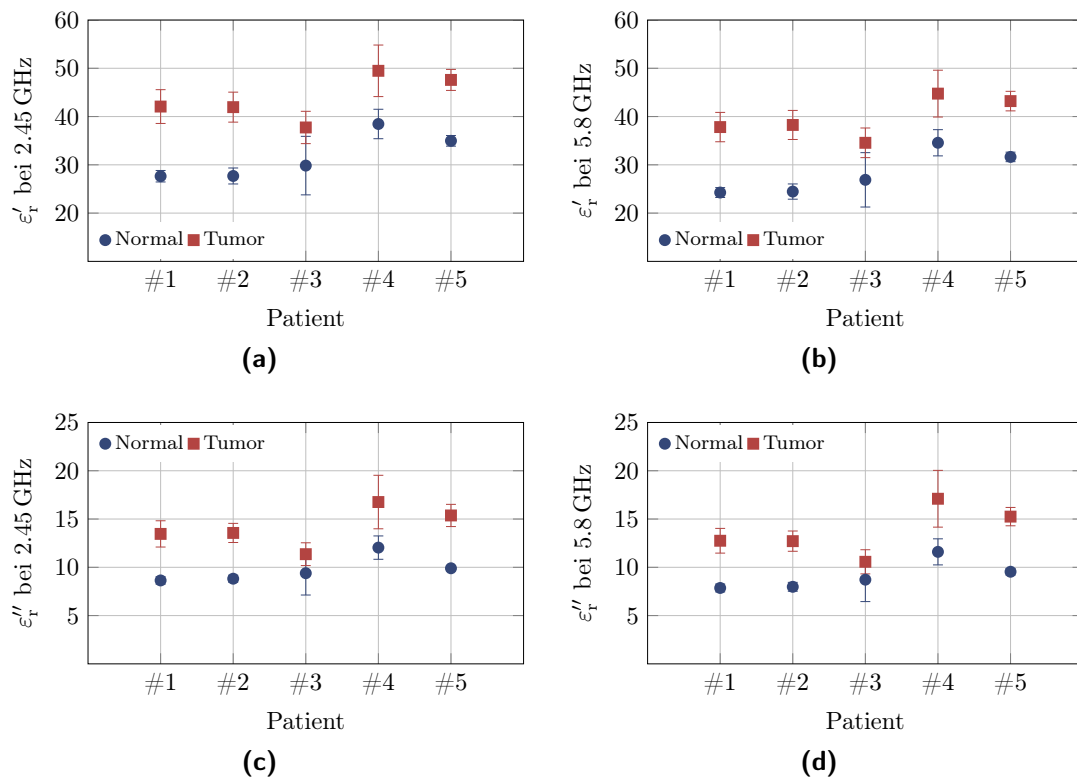 60
50
40
30
20
ε′r bei 2.45 GHz
Normal Tumor
#1 #2 #3 #4 #5
Patient
(a)
60
50
40
30
20
ε′r bei 5.8 GHz
Normal Tumor
#1 #2 #3 #4 #5
Patient
(b)
25
20
15
10
5
ε″r bei 2.45 GHz
Normal Tumor
#1 #2 #3 #4 #5
Patient
(c)
25
20
15
10
5
ε″r bei 5.8 GHz
Normal Tumor
#1 #2 #3 #4 #5
Patient
(d)